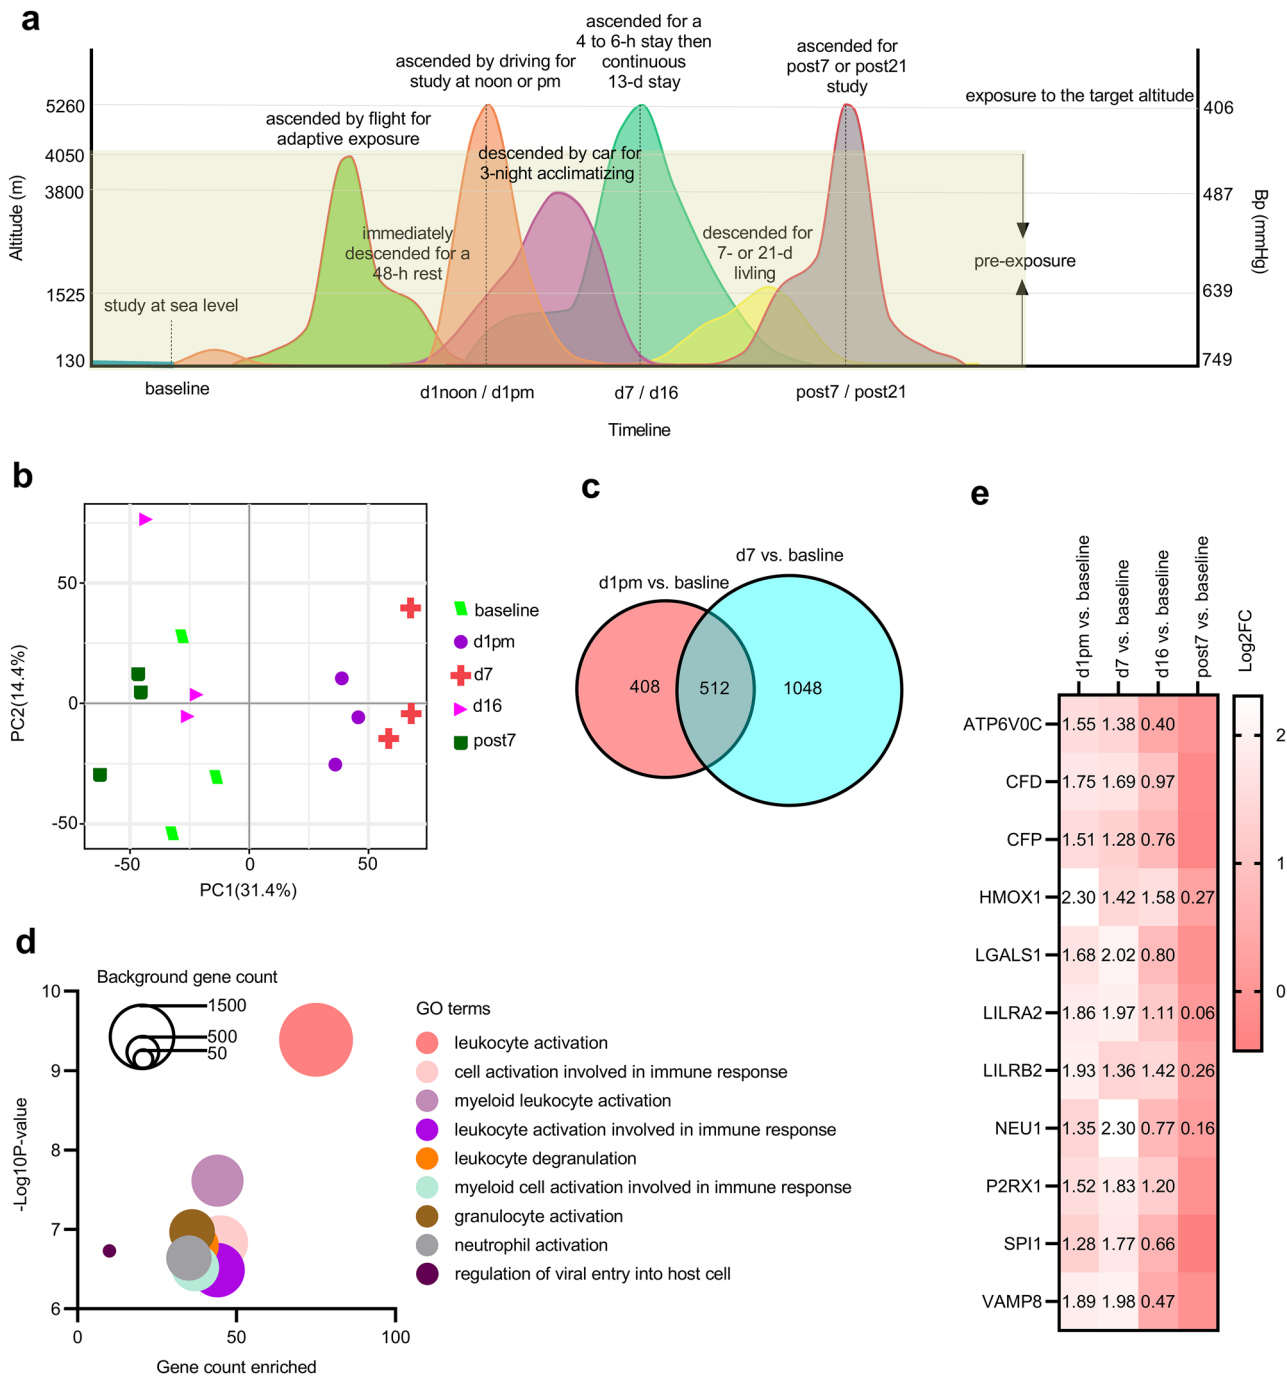 a
ascended for a
4 to 6-h stay then
continuous
13-d stay
ascended by driving for
study at noon or pm
ascended for
post7 or post21
study
exposure to the target altitude
ascended by flight for
adaptive exposure
descended by car for
3-night acclimatizing
immediately
descended for a
48-h rest
descended for
7- or 21-d
livling
pre-exposure
study at sea level
5260
4050
3800
1525
130
Altitude (m)
406
487
639
749
Bp (mmHg)
baseline
d1noon / d1pm
d7 / d16
post7 / post21
Timeline
b
50
0
-50
PC2(14.4%)
-50
0
50
PC1(31.4%)
baseline
d1pm
d7
d16
post7
c
d7 vs. basline
d1pm vs. basline
408
512
1048
d
Background gene count
1500
500
50
10
9
8
7
6
-Log10P-value
0
50
100
Gene count enriched
GO terms
leukocyte activation
cell activation involved in immune response
myeloid leukocyte activation
leukocyte activation involved in immune response
leukocyte degranulation
myeloid cell activation involved in immune response
granulocyte activation
neutrophil activation
regulation of viral entry into host cell
e
d1pm vs. baseline
d7 vs. baseline
d16 vs. baseline
post7 vs. baseline
Log2FC
ATP6V0C 1.55 1.38 0.40
CFD 1.75 1.69 0.97
CFP 1.51 1.28 0.76
HMOX1 2.30 1.42 1.58 0.27
LGALS1 1.68 2.02 0.80
LILRA2 1.86 1.97 1.11 0.06
LILRB2 1.93 1.36 1.42 0.26
NEU1 1.35 2.30 0.77 0.16
P2RX1 1.52 1.83 1.20
SPI1 1.28 1.77 0.66
VAMP8 1.89 1.98 0.47
2
1
0